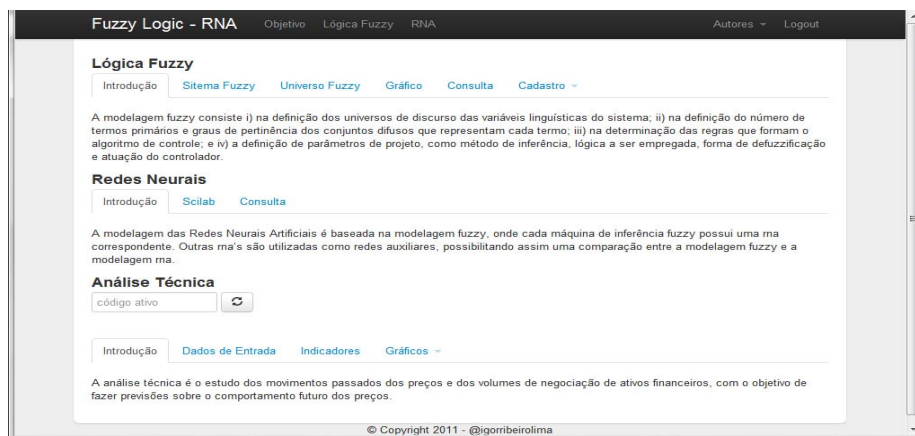 Fuzzy Logic - RNA Objetivo Lógica Fuzzy RNA Autores Logout
Lógica Fuzzy
Introdução Sitema Fuzzy Universo Fuzzy Gráfico Consulta Cadastro
A modelagem fuzzy consiste i) na definição dos universos de discurso das variáveis linguísticas do sistema; ii) na definição do número de
termos primários e graus de pertinência dos conjuntos difusos que representam cada termo; iii) na determinação das regras que formam o
algoritmo de controle; e iv) a definição de parâmetros de projeto, como método de inferência, lógica a ser empregada, forma de defuzzificação
e atuação do controlador.
Redes Neurais
Introdução Scilab Consulta
A modelagem das Redes Neurais Artificiais é baseada na modelagem fuzzy, onde cada máquina de inferência fuzzy possui uma rna
correspondente. Outras rna's são utilizadas como redes auxiliares, possibilitando assim uma comparação entre a modelagem fuzzy e a
modelagem rna.
Análise Técnica
código ativo
Introdução Dados de Entrada Indicadores Gráficos
A análise técnica é o estudo dos movimentos passados dos preços e dos volumes de negociação de ativos financeiros, com o objetivo de
fazer previsões sobre o comportamento futuro dos preços.
© Copyright 2011 - @igorribeirolima